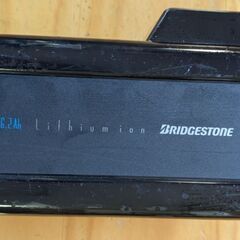 6.2Ah Lithium ion BRIDGESTONE